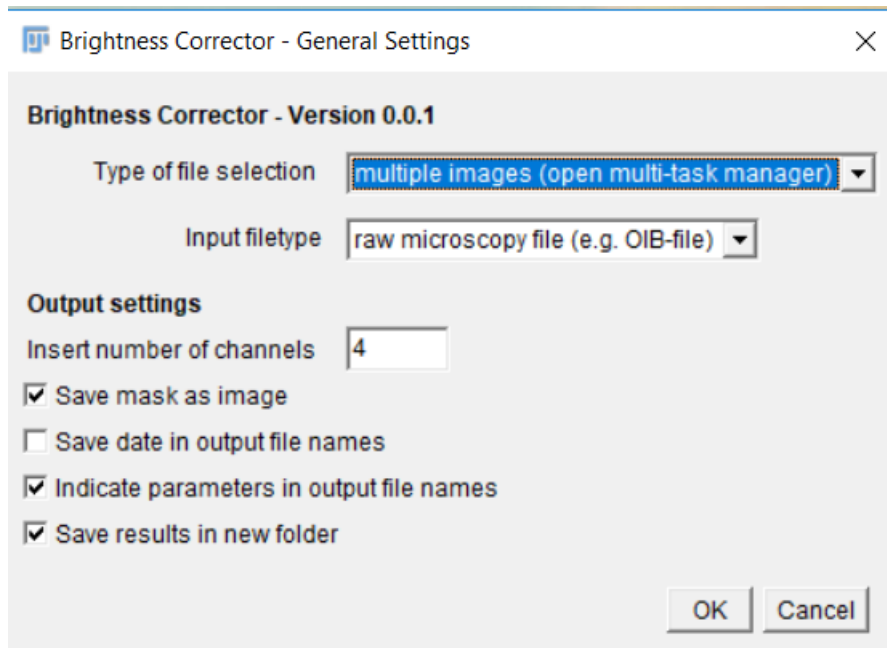 Brightness Corrector - General Settings
Brightness Corrector - Version 0.0.1
Type of file selection multiple images (open multi-task manager)
Input filetype raw microscopy file (e.g. OIB-file)
Output settings
Insert number of channels 4
Save mask as image
Save date in output file names
Indicate parameters in output file names
Save results in new folder
OK Cancel